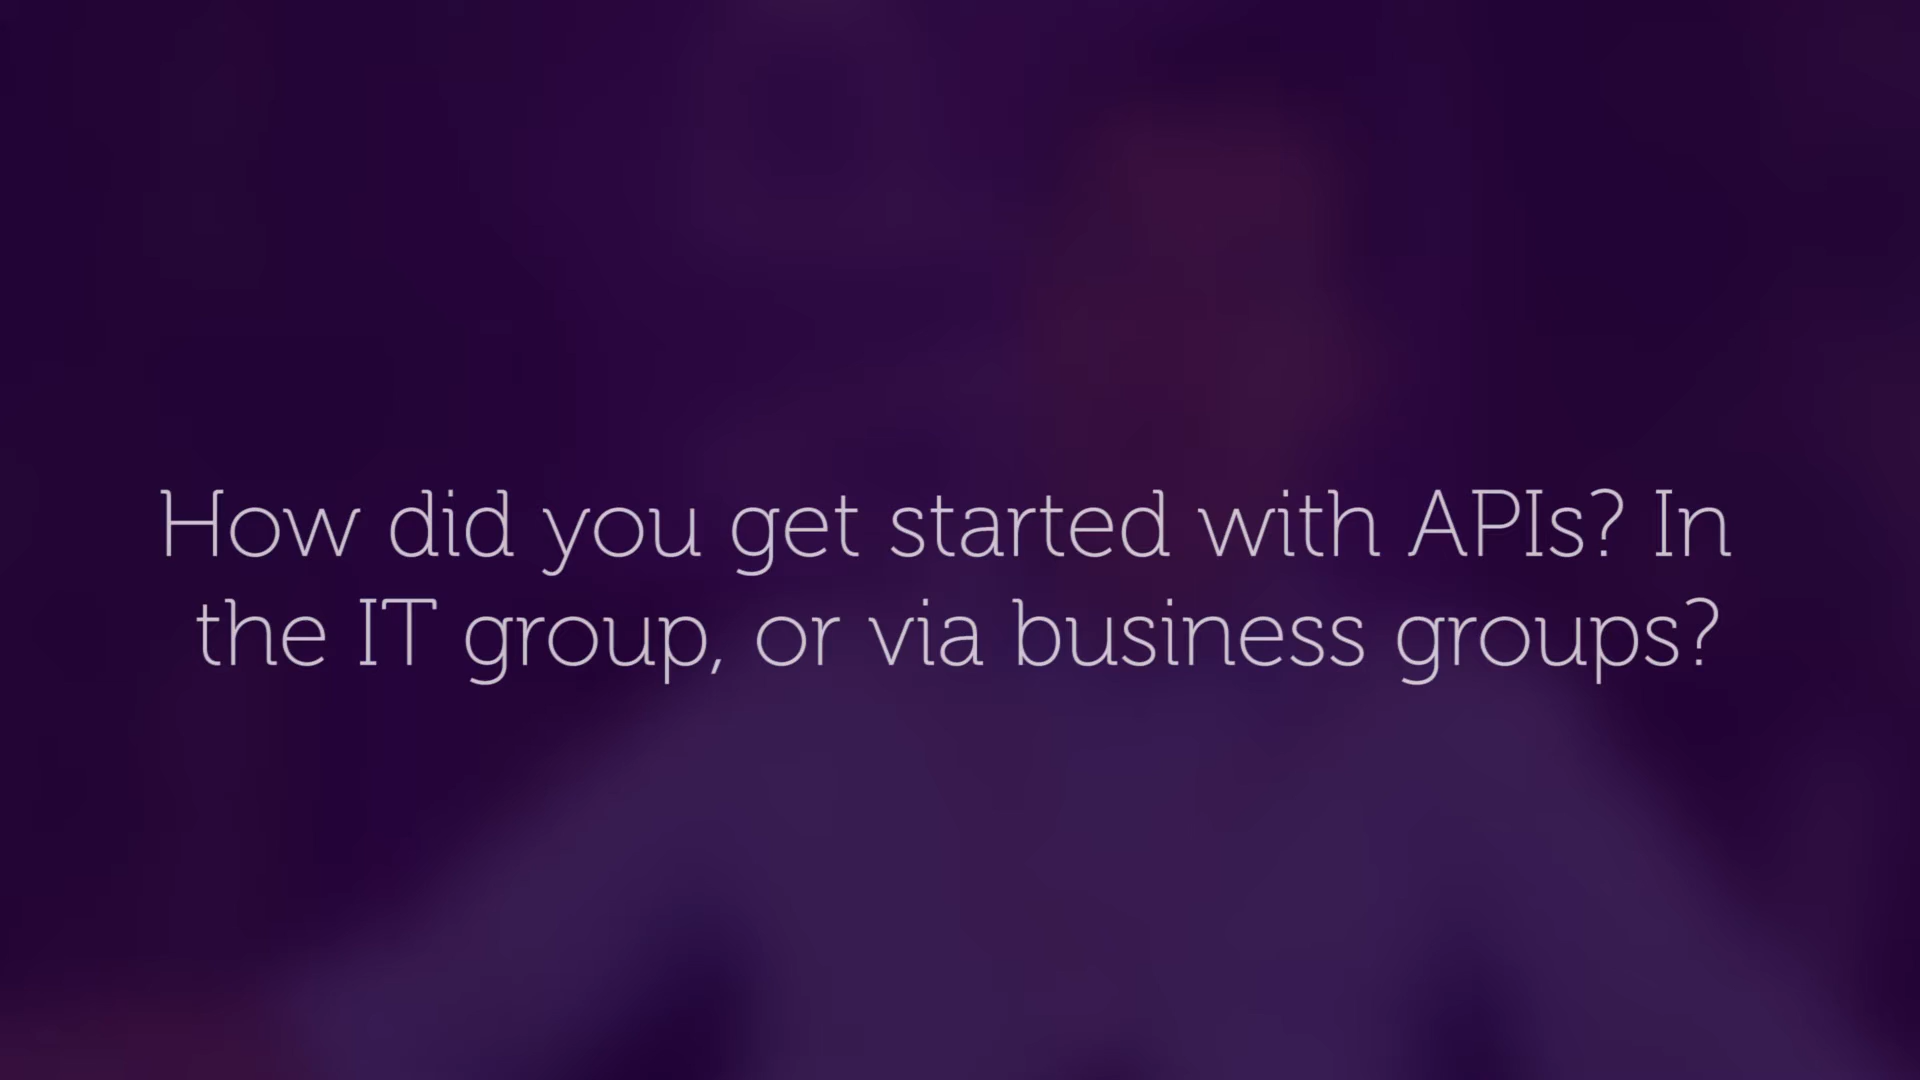 How did you get started with APIs? In
the IT group, or via business groups?